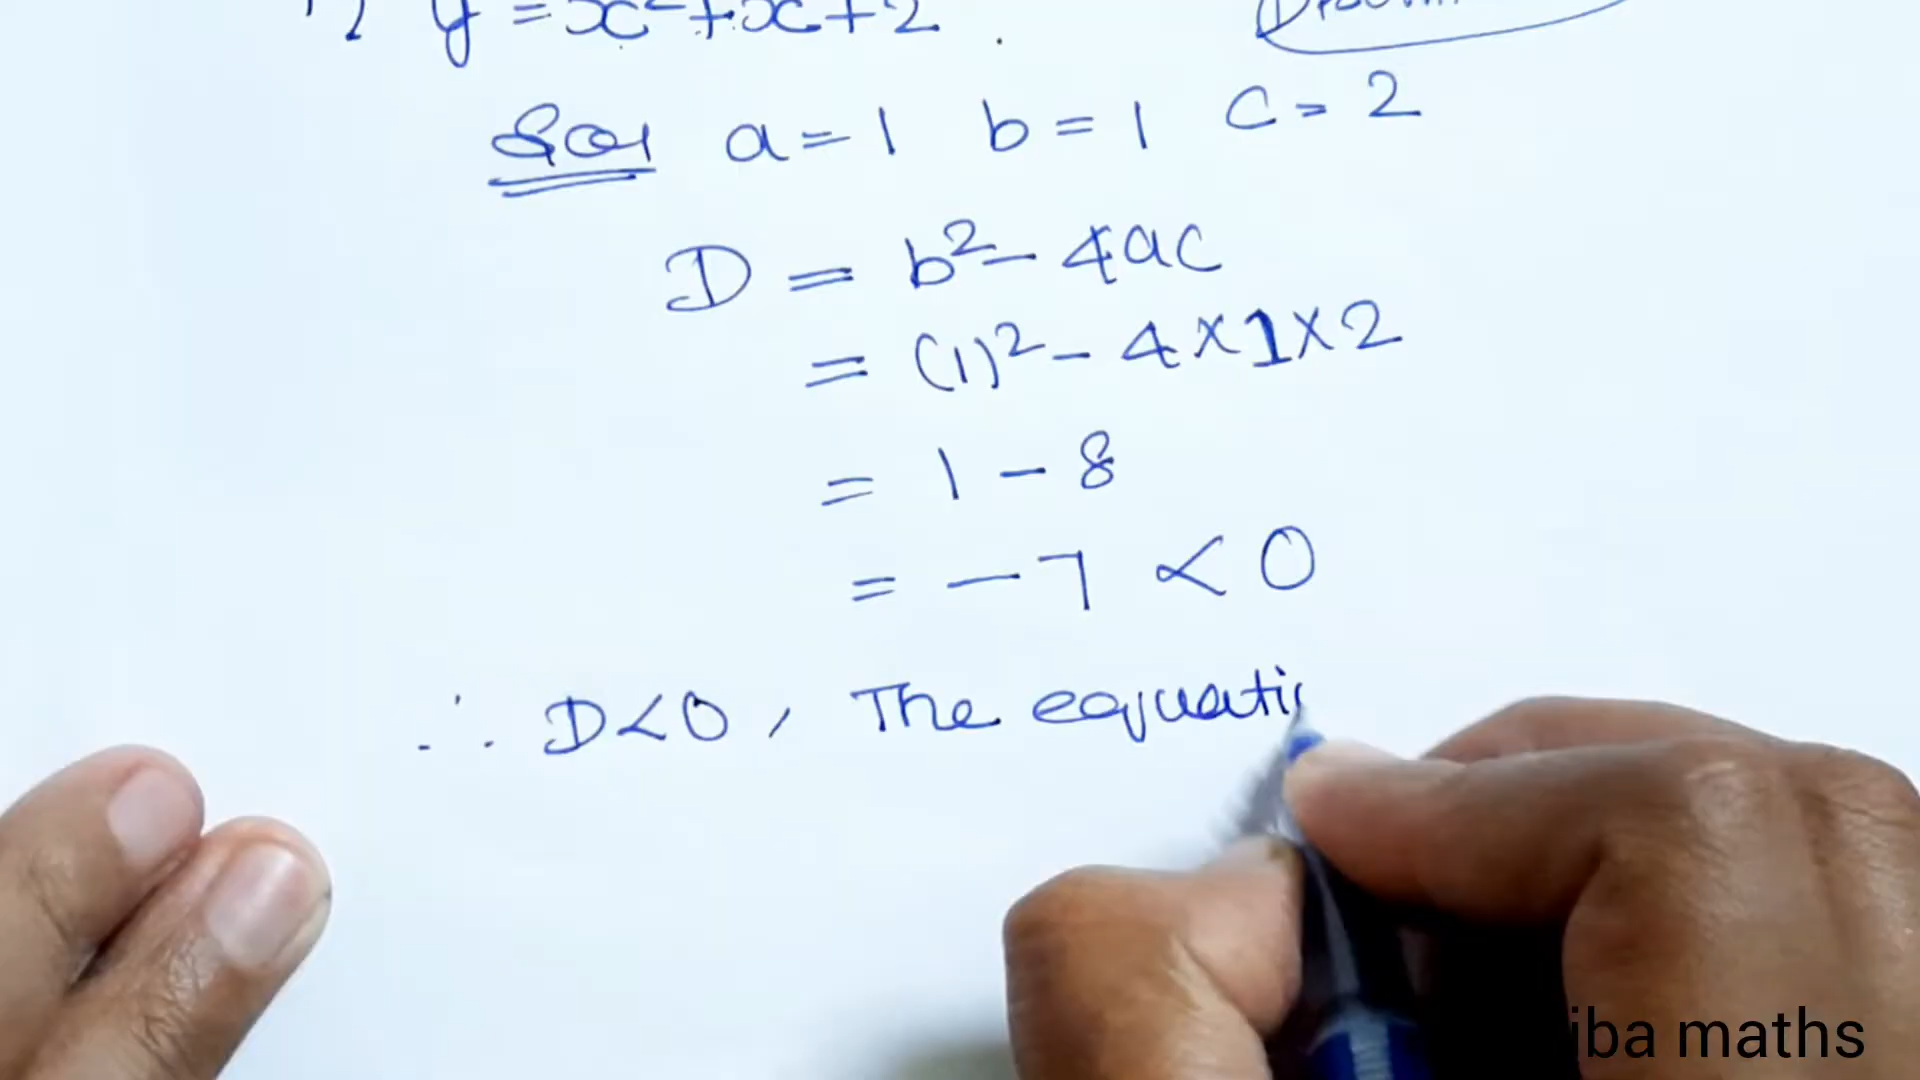 y = x²+x+2
Sol a = 1 b = 1 c = 2
D = b² - 4ac
= (1)² - 4×1×2
= 1 - 8
= -7 < 0
∴ D<0, The equati
iba maths